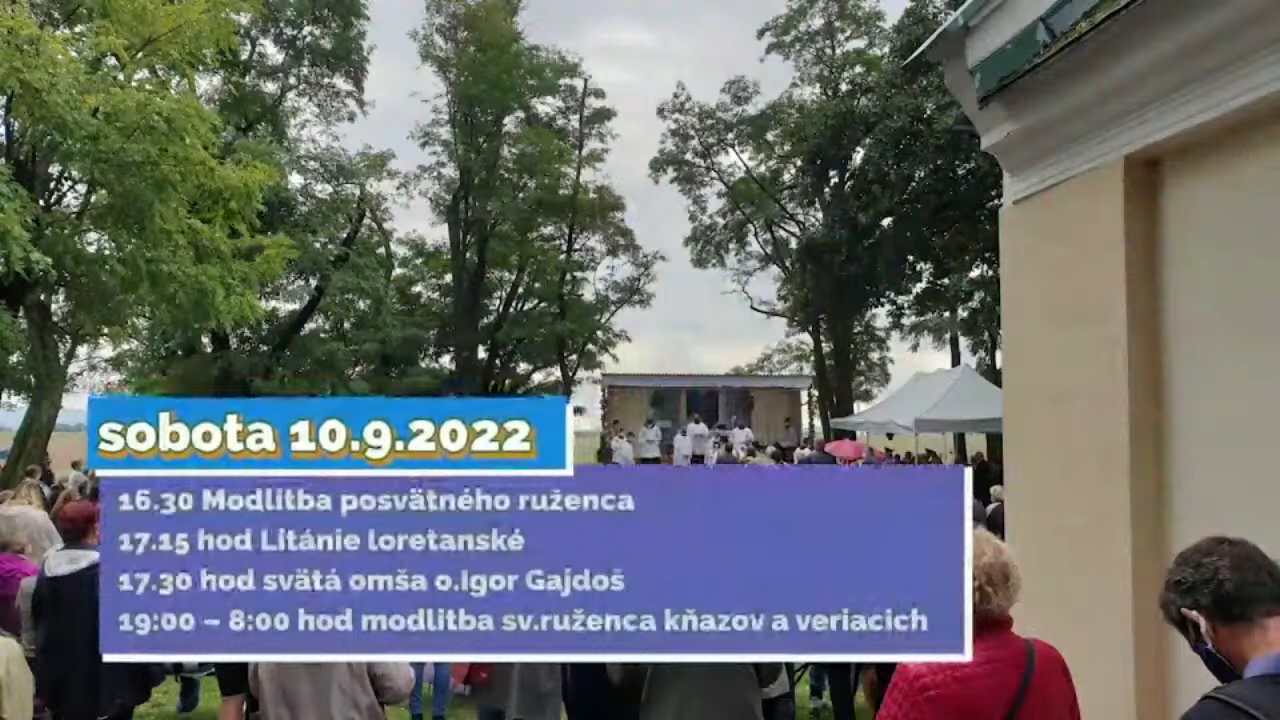 sobota 10.9.2022
16.30 Modlitba posvätného ruženca
17.15 hod Litánie loretanské
17.30 hod svätá omša o.Igor Gajdoš
19:00 – 8:00 hod modlitba sv.ruženca kňazov a veriacich